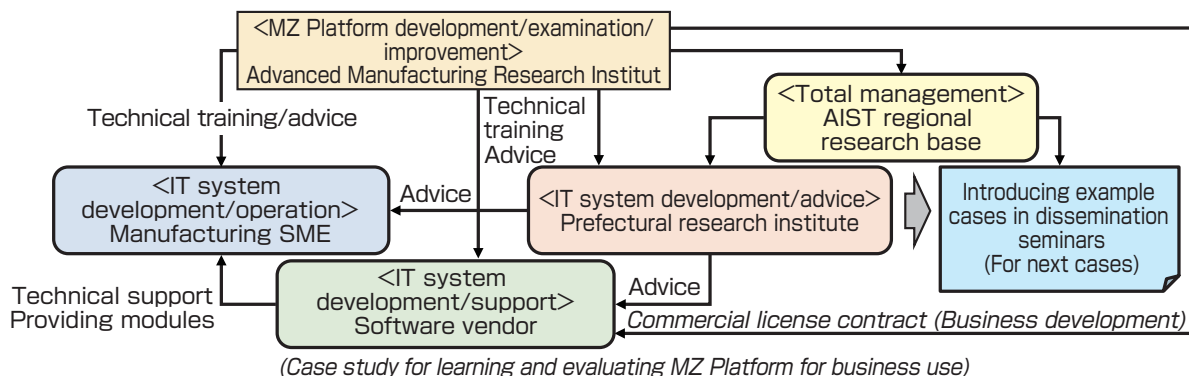 <MZ Platform development/examination/
improvement>
Advanced Manufacturing Research Institut
Technical training/advice
Technical
training
Advice
<Total management>
AIST regional
research base
<IT system
development/operation>
Manufacturing SME
Advice
<IT system development/advice>
Prefectural research institute
Introducing example
cases in dissemination
seminars
(For next cases)
Technical support
Providing modules
<IT system
development/support>
Software vendor
Advice
Commercial license contract (Business development)
(Case study for learning and evaluating MZ Platform for business use)